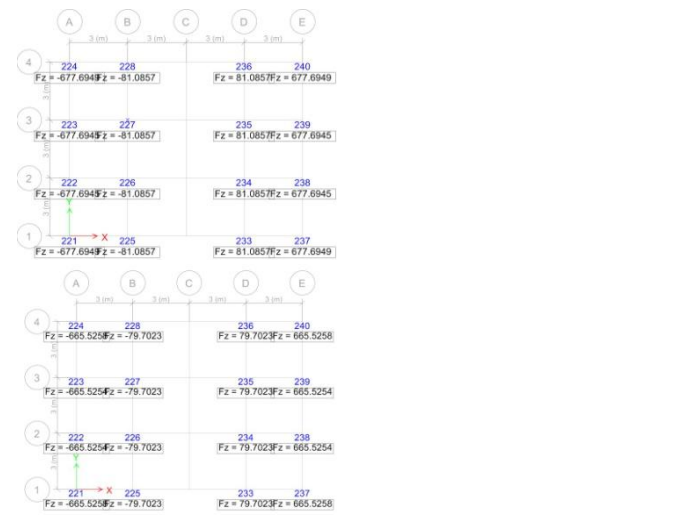 A B C D E
3 (m) 3 (m) 3 (m) 3 (m)
4 224 228 236 240
Fz = -677.6949 Fz = -81.0857 Fz = 81.0857 Fz = 677.6949
3 (m)
3 223 227 235 239
Fz = -677.6945 Fz = -81.0857 Fz = 81.0857 Fz = 677.6945
3 (m)
2 222 226 234 238
Fz = -677.6945 Fz = -81.0857 Fz = 81.0857 Fz = 677.6945
3 (m) Y
X
1 221 225 233 237
Fz = -677.6949 Fz = -81.0857 Fz = 81.0857 Fz = 677.6949
A B C D E
3 (m) 3 (m) 3 (m) 3 (m)
4 224 228 236 240
Fz = -665.5258 Fz = -79.7023 Fz = 79.7023 Fz = 665.5258
3 (m)
3 223 227 235 239
Fz = -665.5254 Fz = -79.7023 Fz = 79.7023 Fz = 665.5254
3 (m)
2 222 226 234 238
Fz = -665.5254 Fz = -79.7023 Fz = 79.7023 Fz = 665.5254
3 (m) Y
X
1 221 225 233 237
Fz = -665.5258 Fz = -79.7023 Fz = 79.7023 Fz = 665.5258